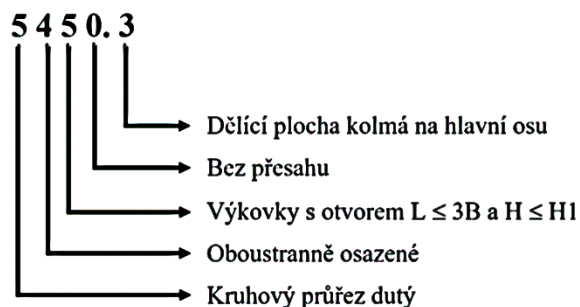 5 4 5 0. 3
Dělící plocha kolmá na hlavní osu
Bez přesahu
Výkovky s otvorem L ≤ 3B a H ≤ H1
Oboustranně osazené
Kruhový průřez dutý